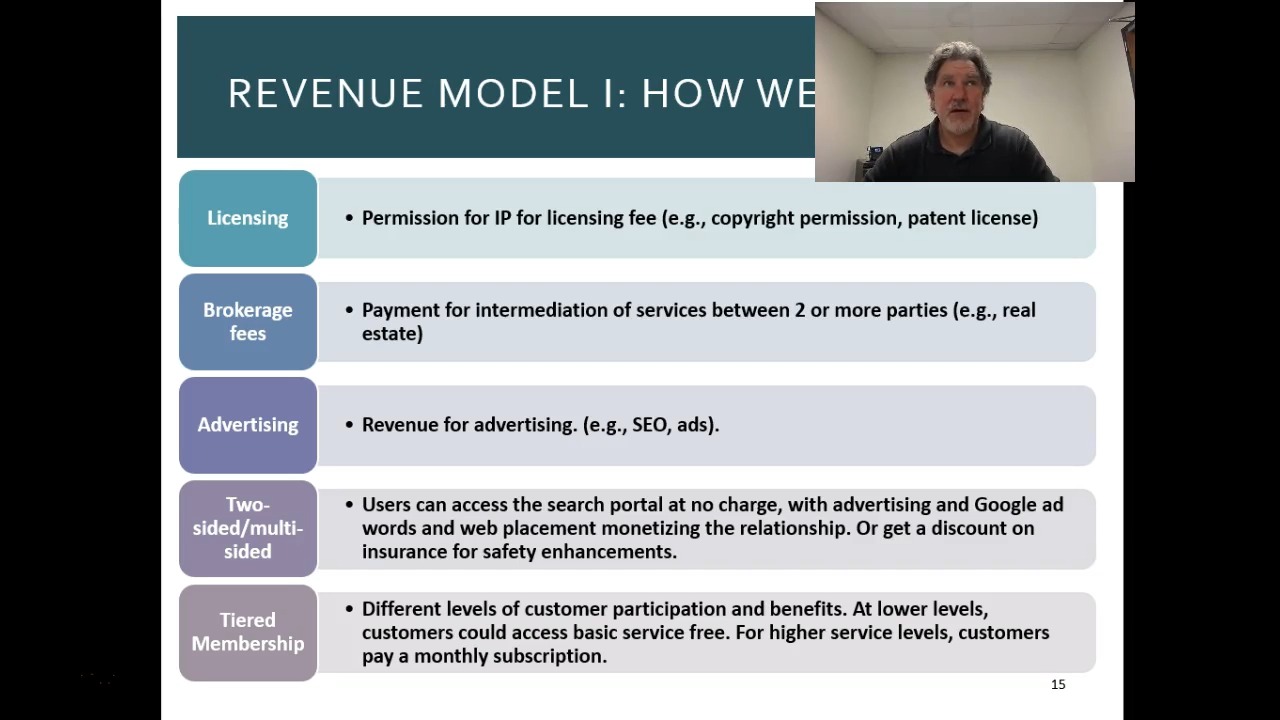 REVENUE MODEL I: HOW WE
Licensing
• Permission for IP for licensing fee (e.g., copyright permission, patent license)
Brokerage
fees
• Payment for intermediation of services between 2 or more parties (e.g., real
estate)
Advertising
• Revenue for advertising. (e.g., SEO, ads).
Two-
sided/multi-
sided
• Users can access the search portal at no charge, with advertising and Google ad
words and web placement monetizing the relationship. Or get a discount on
insurance for safety enhancements.
Tiered
Membership
• Different levels of customer participation and benefits. At lower levels,
customers could access basic service free. For higher service levels, customers
pay a monthly subscription.
15